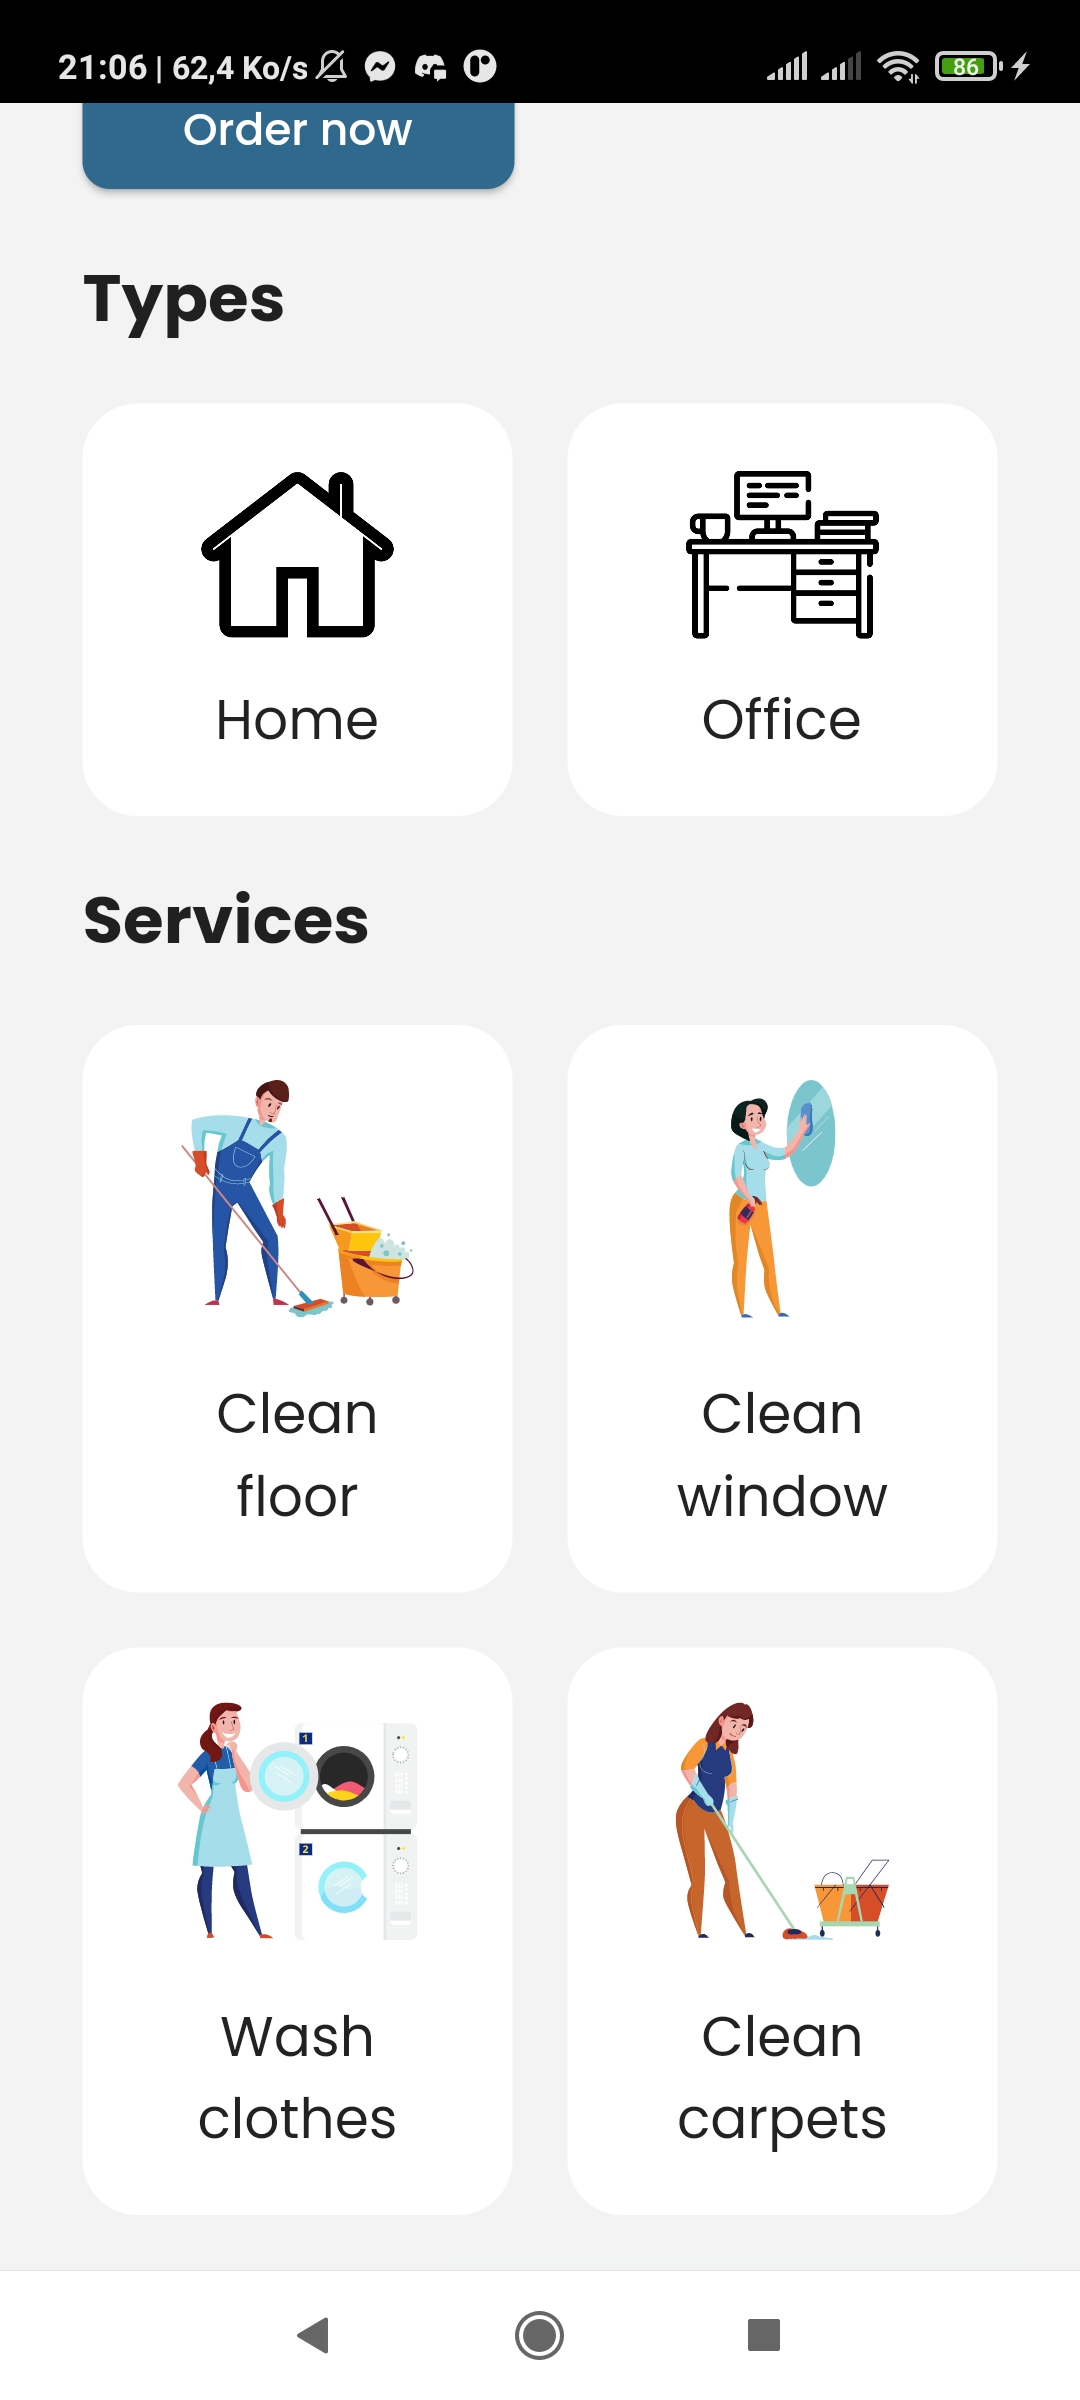 21:06 | 62,4 Ko/s
86
Order now
Types
Home
Office
Services
Clean
floor
Clean
window
1
2
Wash
clothes
Clean
carpets